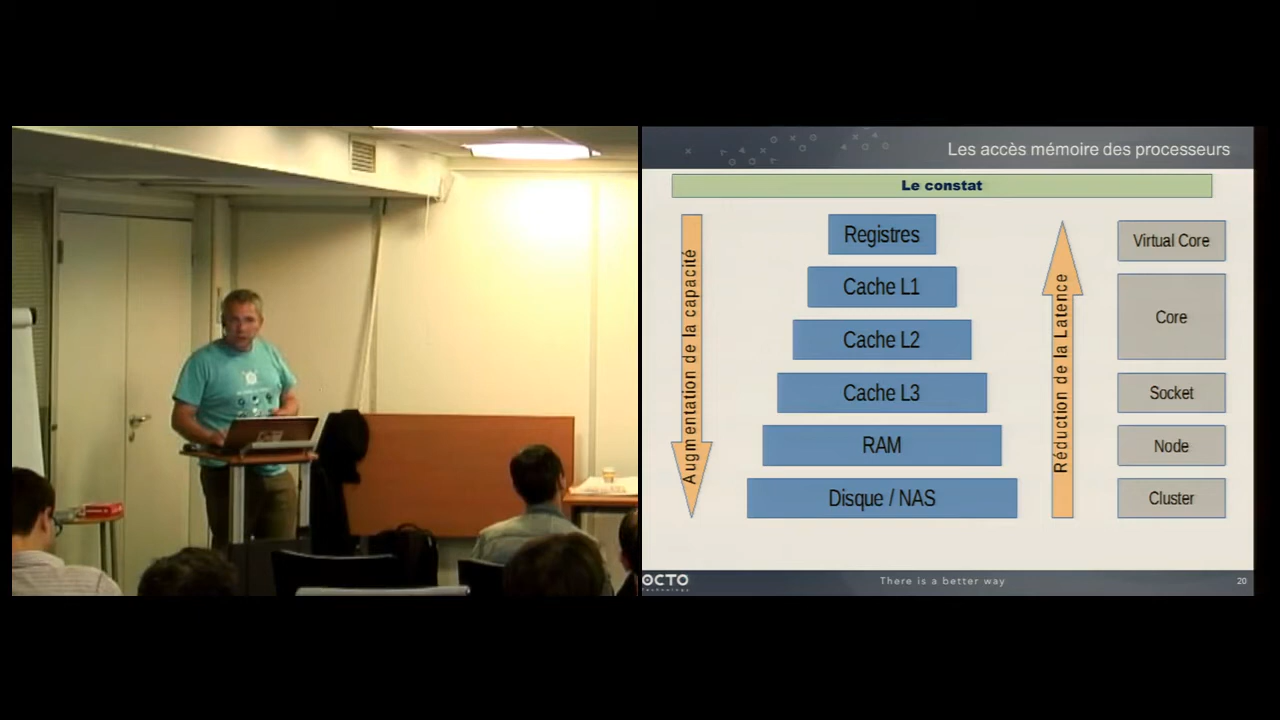 Les accès mémoire des processeurs
Le constat
Augmentation de la capacité
Registres
Cache L1
Cache L2
Cache L3
RAM
Disque / NAS
Réduction de la Latence
Virtual Core
Core
Socket
Node
Cluster
OCTO
Technology
There is a better way
20